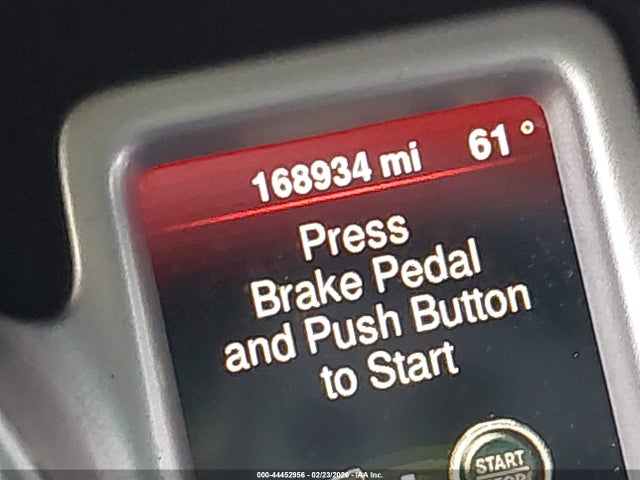 168934 mi 61°
Press
Brake Pedal
and Push Button
to Start
START
000-44452956 - 02/23/2026 - IAA Inc.